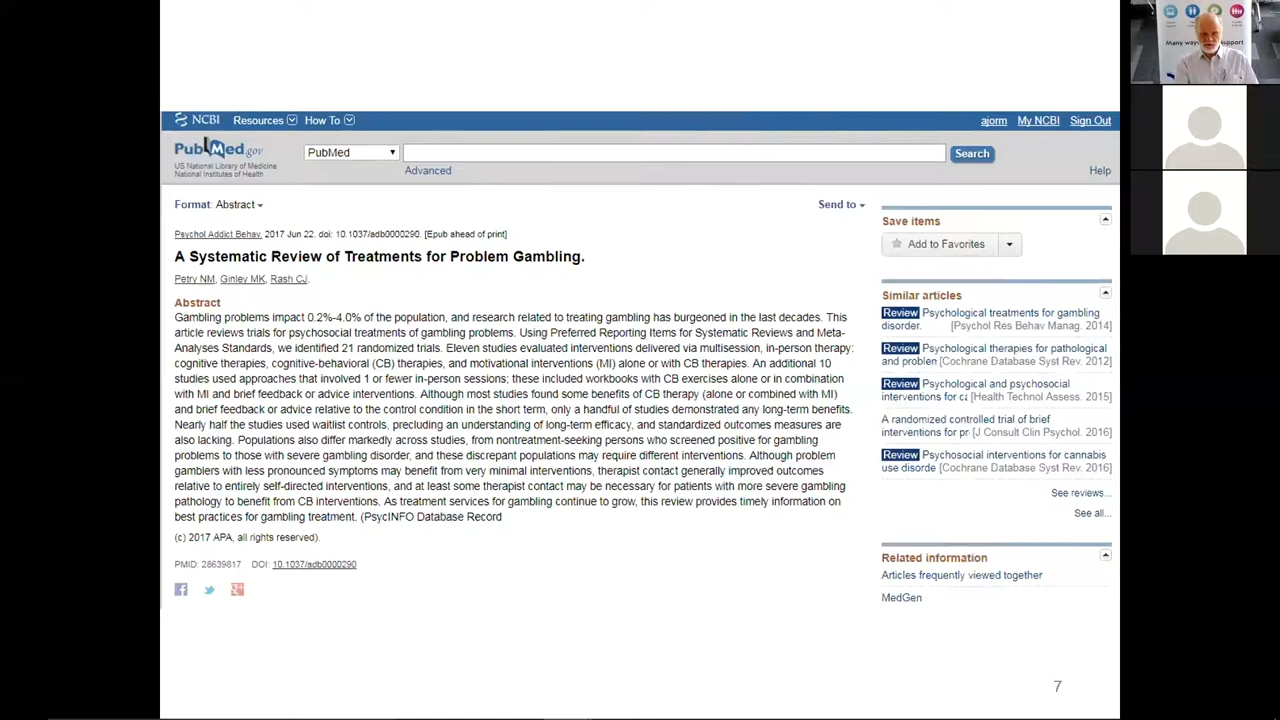 NCBI Resources How To ajorm My NCBI Sign Out
PubMed.gov
US National Library of Medicine
National Institutes of Health
PubMed
Search
Advanced
Help
Format: Abstract
Send to
Psychol Addict Behav. 2017 Jun 22. doi: 10.1037/adb0000290. [Epub ahead of print]
A Systematic Review of Treatments for Problem Gambling.
Petry NM, Ginley MK, Rash CJ.
Abstract
Gambling problems impact 0.2%-4.0% of the population, and research related to treating gambling has burgeoned in the last decades. This
article reviews trials for psychosocial treatments of gambling problems. Using Preferred Reporting Items for Systematic Reviews and Meta-
Analyses Standards, we identified 21 randomized trials. Eleven studies evaluated interventions delivered via multisession, in-person therapy:
cognitive therapies, cognitive-behavioral (CB) therapies, and motivational interventions (MI) alone or with CB therapies. An additional 10
studies used approaches that involved 1 or fewer in-person sessions; these included workbooks with CB exercises alone or in combination
with MI and brief feedback or advice interventions. Although most studies found some benefits of CB therapy (alone or combined with MI)
and brief feedback or advice relative to the control condition in the short term, only a handful of studies demonstrated any long-term benefits.
Nearly half the studies used waitlist controls, precluding an understanding of long-term efficacy, and standardized outcomes measures are
also lacking. Populations also differ markedly across studies, from nontreatment-seeking persons who screened positive for gambling
problems to those with severe gambling disorder, and these discrepant populations may require different interventions. Although problem
gamblers with less pronounced symptoms may benefit from very minimal interventions, therapist contact generally improved outcomes
relative to entirely self-directed interventions, and at least some therapist contact may be necessary for patients with more severe gambling
pathology to benefit from CB interventions. As treatment services for gambling continue to grow, this review provides timely information on
best practices for gambling treatment. (PsycINFO Database Record
(c) 2017 APA, all rights reserved).
PMID: 28639817 DOI: 10.1037/adb0000290
Save items
Add to Favorites
Similar articles
Review Psychological treatments for gambling
disorder. [Psychol Res Behav Manag. 2014]
Review Psychological therapies for pathological
and problen [Cochrane Database Syst Rev. 2012]
Review Psychological and psychosocial
interventions for c [Health Technol Assess. 2015]
A randomized controlled trial of brief
interventions for pr [J Consult Clin Psychol. 2016]
Review Psychosocial interventions for cannabis
use disorde [Cochrane Database Syst Rev. 2016]
See reviews...
See all...
Related information
Articles frequently viewed together
MedGen
7
Many ways support